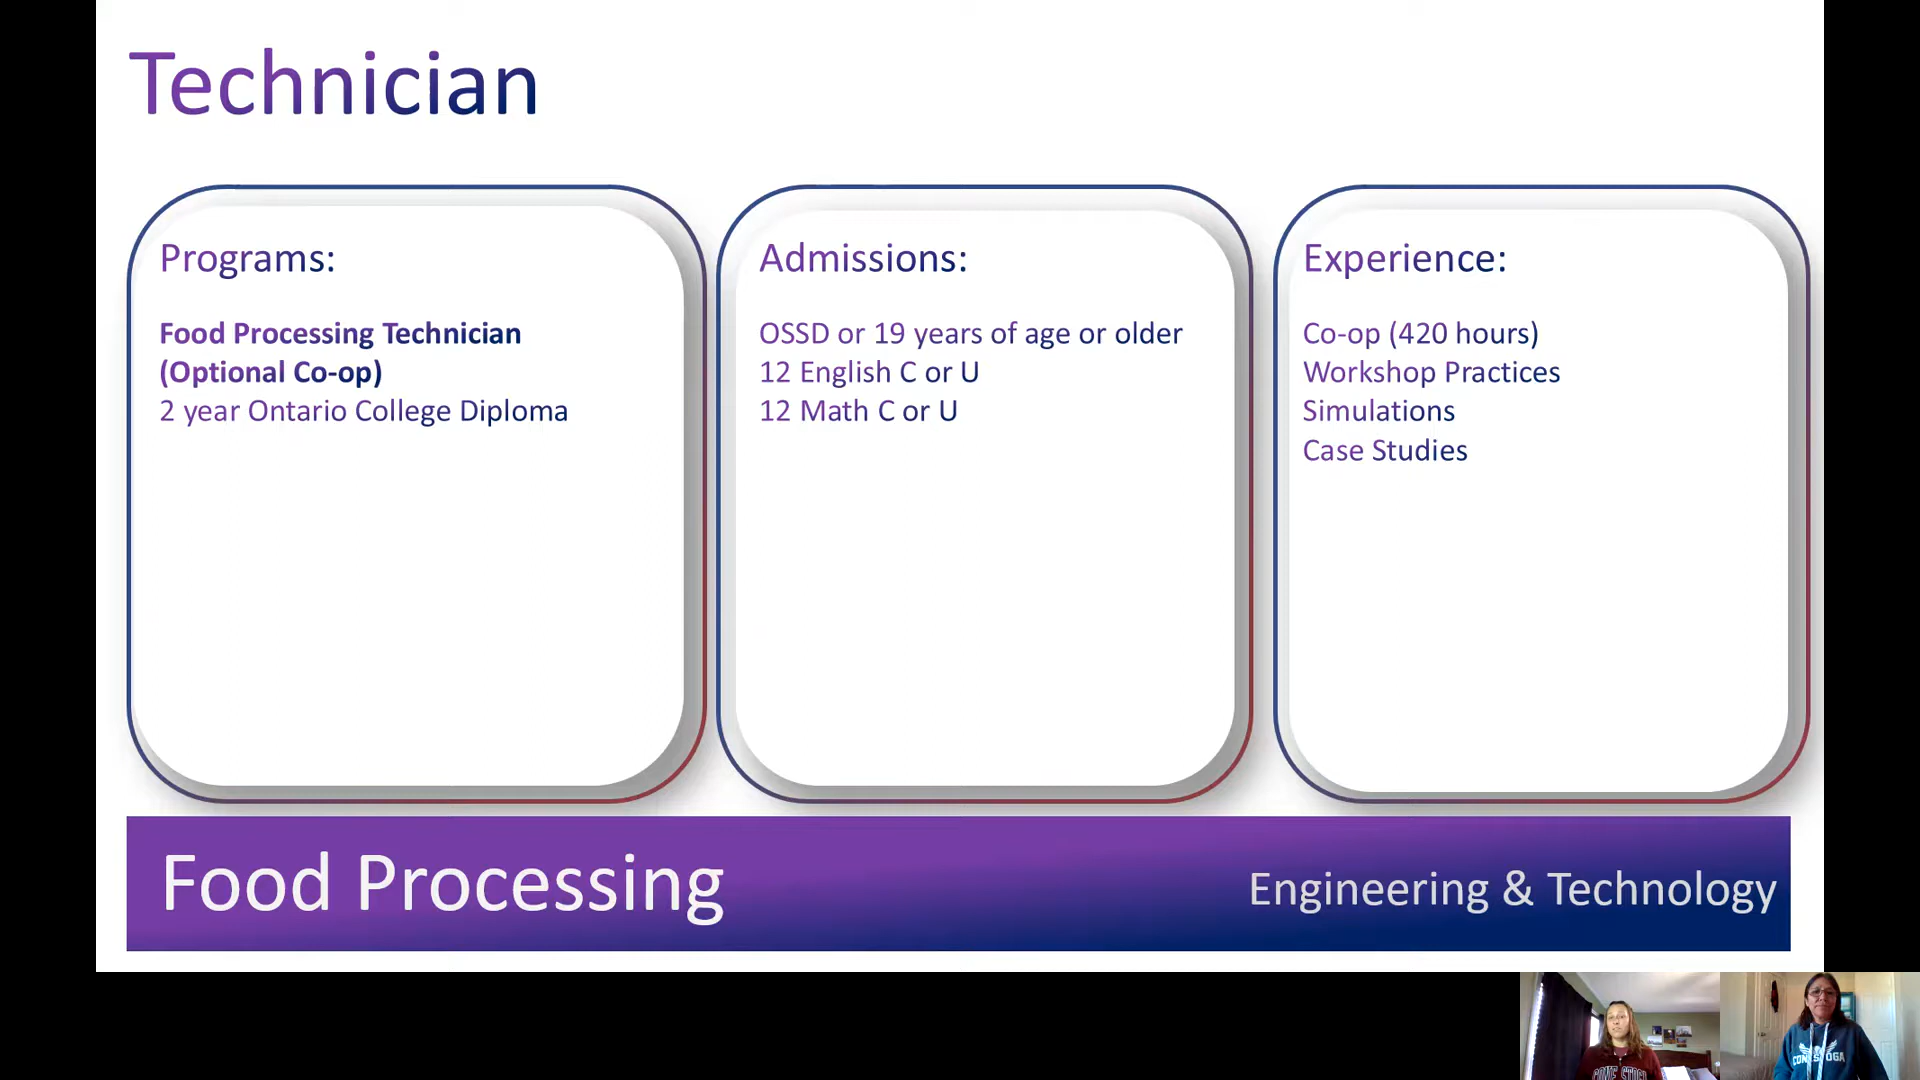 Technician
Programs:
Food Processing Technician
(Optional Co-op)
2 year Ontario College Diploma
Admissions:
OSSD or 19 years of age or older
12 English C or U
12 Math C or U
Experience:
Co-op (420 hours)
Workshop Practices
Simulations
Case Studies
Food Processing
Engineering & Technology
CONESTOGA